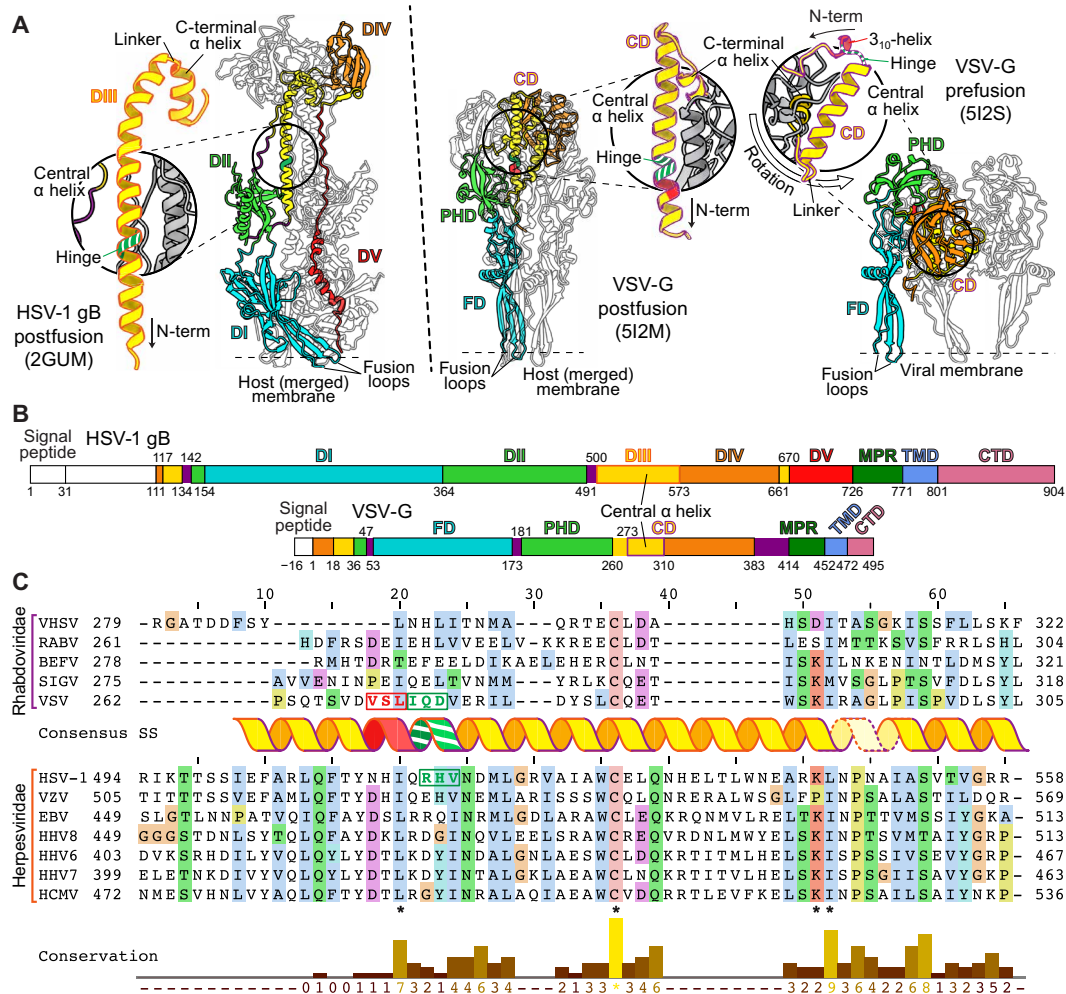 A
C-terminal
α helix
Linker
DIII
DIV
Central
α helix
DII
Hinge
DV
HSV-1 gB
postfusion
(2GUM)
N-term
DI
Fusion
loops
Host (merged)
membrane
CD
CD
C-terminal
α helix
Central
α helix
Hinge
N-term
PHD
FD
VSV-G
postfusion
(5I2M)
Fusion
loops
Host (merged)
membrane
N-term
3₁₀-helix
Hinge
Central
α helix
CD
VSV-G
prefusion
(5I2S)
Rotation
Linker
PHD
FD
CD
Fusion
loops
Viral membrane
B
Signal
peptide
HSV-1 gB
117 142 DI DII 500 DIII DIV 670 DV MPR TMD CTD
1 31 111 134 154 364 491 573 661 726 771 801 904
Signal
peptide
VSV-G
Central α helix
47 FD 181 PHD 273 CD MPR TMD CTD
−16 1 18 36 53 173 260 310 383 414 452 472 495
C
10 20 30 40 50 60
Rhabdoviridae
VHSV 279 --RGATDDFSY---------LNHLITNMA---QRTECLDA---------HSDITASGKISSFLLSKF 322
RABV 261 ------------HDFRSDEIEHLVVEELV--KKREECLDA---------LESIMTTKSVSFRRLSHL 304
BEFV 278 -------------RMHTDRTEFEELDIKAELEHERCLNT---------ISKILNKENINTLDMSYL 321
SIGV 275 ----------AVVENINPEIQELTVNMM---YRLKCLET---------ISKMVSGLPTSVFDLSYL 318
VSV 262 ----------PSQTSVDVSLIQDVERIL---DYSLCQET---------WSKIRAGLPISPVDLSYL 305
Consensus SS
Herpesviridae
HSV-1 494 RIKTTSSIEFARLQFTYNHIQRHVNDMLGRVAIAWCELQNHELTLWNEARKLNPNAIASVTVGRR- 558
VZV 505 TITTTSSVEFAMLQFTYDHIQEHVNEMLARISSSWCQLQNRERALWSGLFPINPSALASTILDQR- 569
EBV 449 SLGTLNNPATVQIQFAYDSLRRQINRMLGDLARAWCLEQKRQNMVLRELTKINPTTVMSSIYGKA- 513
HHV8 449 GGGSTDNLSYTQLQFAYDKLRDGINQVLEELSRAWCREQVRDNLMWYELSKINPTSVMTAIYGRP- 513
HHV6 403 DVKSRHDILYVQLQYLYDTLKDYINDALGNLAESWCLDQKRTITMLHELSKISPSSIVSEVYGRP- 467
HHV7 399 ELETNKDIVYVQLQYLYDTLKDYINTALGKLAEAWCLNQKRTITVLHELSKISPSGIISAVYGKP- 463
HCMV 472 NMESVHNLVYAQLQFTYDTLRGYINRALAQIAEAWCVDQRRTLEVFKELSKINPSAILSAIYNKP- 536
* * * *
Conservation
-------------0100111732144634---2133*346---------32293642268132352--